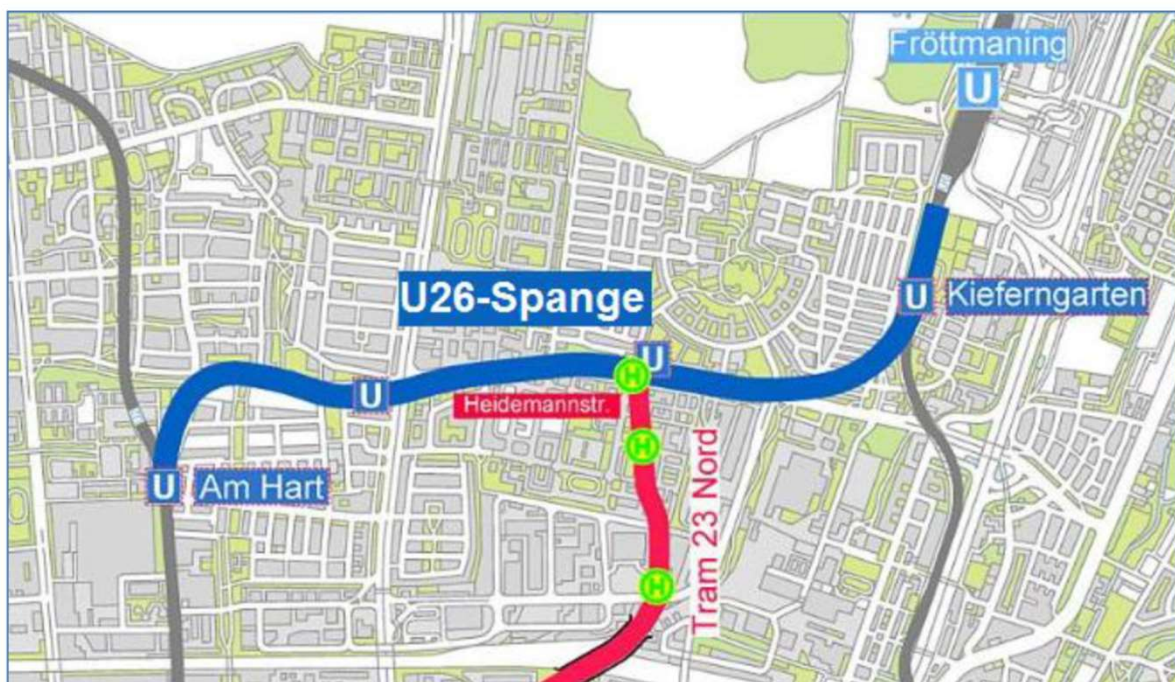 Fröttmaning
U
U26-Spange
U Kieferngarten
U
H
Heidemannstr.
U
H
U Am Hart
Tram 23 Nord
H